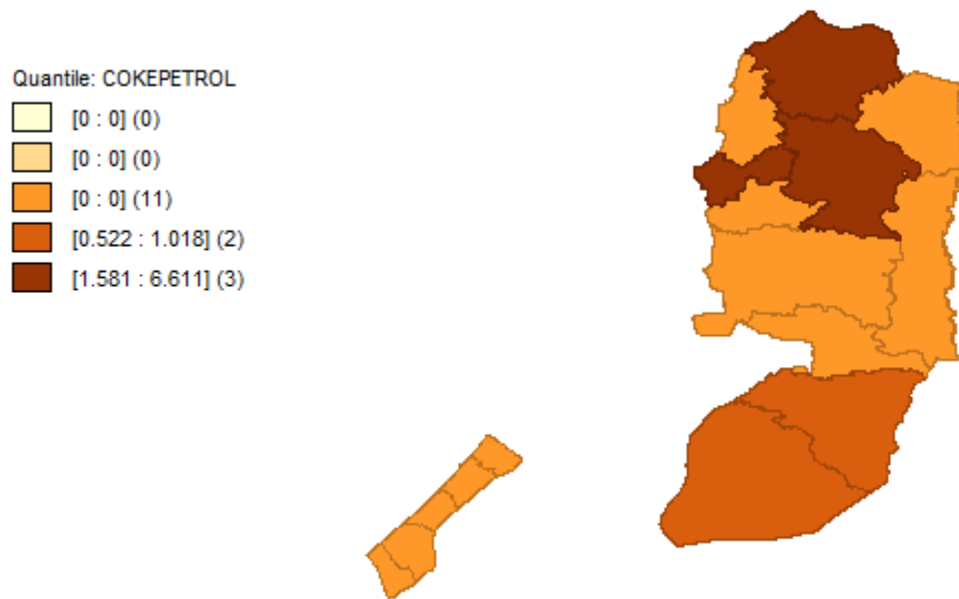 Quantile: COKEPETROL
[0 : 0] (0)
[0 : 0] (0)
[0 : 0] (11)
[0.522 : 1.018] (2)
[1.581 : 6.611] (3)